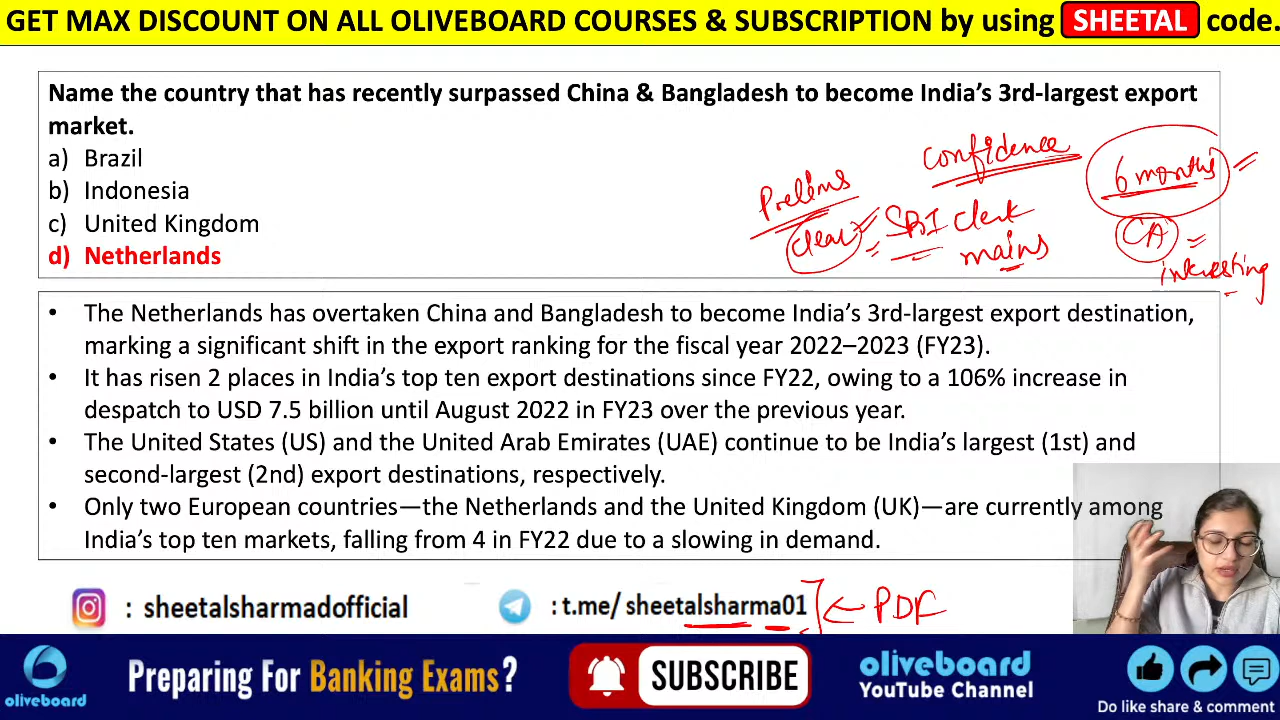 GET MAX DISCOUNT ON ALL OLIVEBOARD COURSES & SUBSCRIPTION by using SHEETAL code.
Name the country that has recently surpassed China & Bangladesh to become India’s 3rd-largest export
market.
a) Brazil
b) Indonesia
c) United Kingdom
d) Netherlands
confidence
6 months
Prelims
clear SBI clerk
mains
CA
interesting
• The Netherlands has overtaken China and Bangladesh to become India’s 3rd-largest export destination,
marking a significant shift in the export ranking for the fiscal year 2022–2023 (FY23).
• It has risen 2 places in India’s top ten export destinations since FY22, owing to a 106% increase in
despatch to USD 7.5 billion until August 2022 in FY23 over the previous year.
• The United States (US) and the United Arab Emirates (UAE) continue to be India’s largest (1st) and
second-largest (2nd) export destinations, respectively.
• Only two European countries—the Netherlands and the United Kingdom (UK)—are currently among
India’s top ten markets, falling from 4 in FY22 due to a slowing in demand.
: sheetalsharmadofficial
: t.me/ sheetalsharma01
PDF
oliveboard
Preparing For Banking Exams?
SUBSCRIBE
oliveboard
YouTube Channel
Do like share & comment